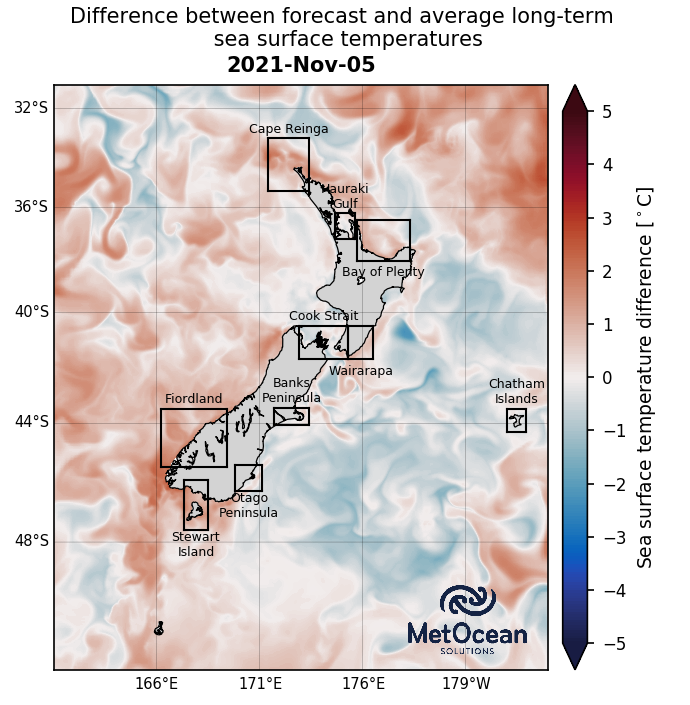 Difference between forecast and average long-term
sea surface temperatures
2021-Nov-05
32°S
36°S
40°S
44°S
48°S
Cape Reinga
Hauraki
Gulf
Bay of Plenty
Cook Strait
Wairarapa
Banks
Peninsula
Fiordland
Chatham
Islands
Otago
Peninsula
Stewart
Island
MetOcean
SOLUTIONS
166°E
171°E
176°E
179°W
5
4
3
2
1
0
−1
−2
−3
−4
−5
Sea surface temperature difference [°C]